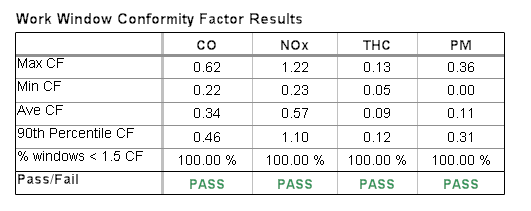 Work Window Conformity Factor Results
CO NOx THC PM
Max CF 0.62 1.22 0.13 0.36
Min CF 0.22 0.23 0.05 0.00
Ave CF 0.34 0.57 0.09 0.11
90th Percentile CF 0.46 1.10 0.12 0.31
% windows < 1.5 CF 100.00 % 100.00 % 100.00 % 100.00 %
Pass/Fail PASS PASS PASS PASS